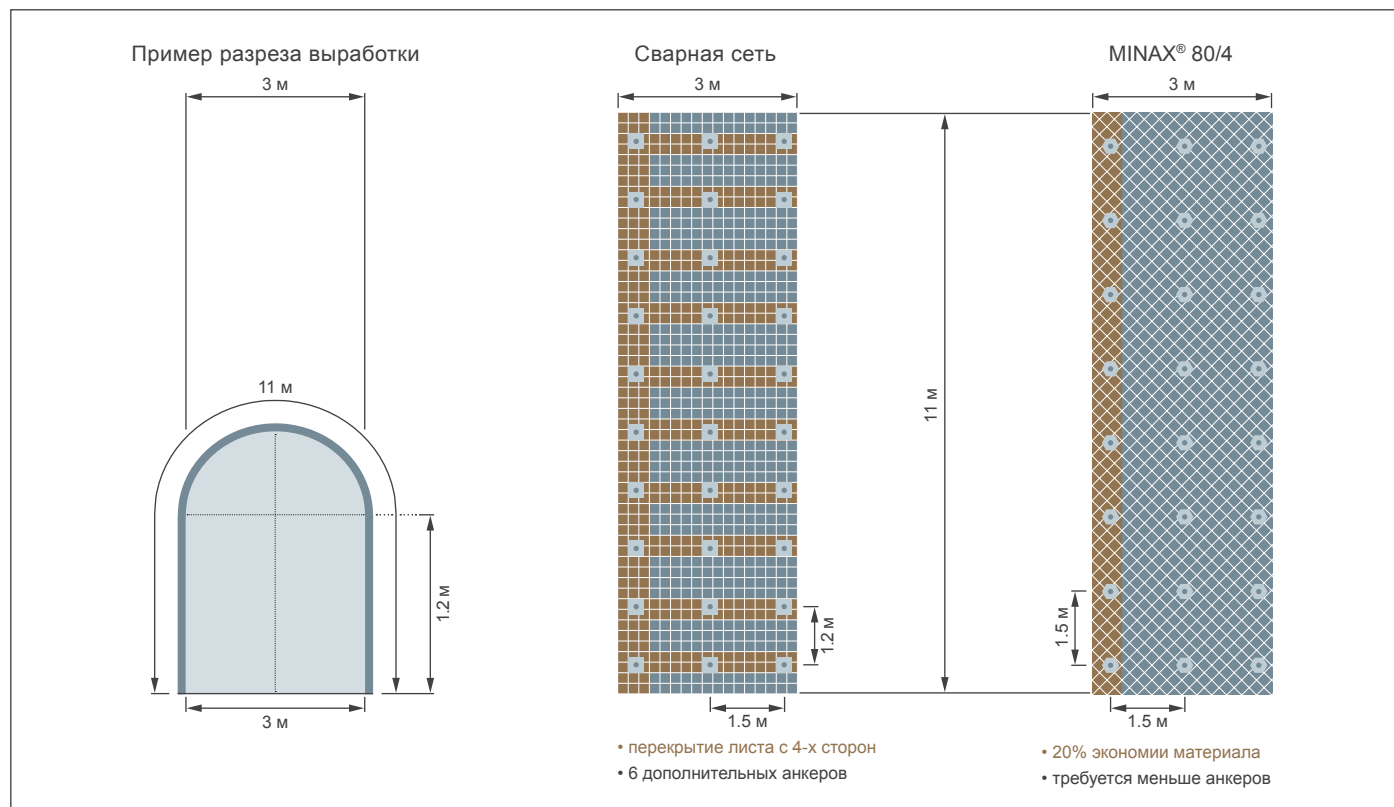 Пример разреза выработки
3 м
11 м
1.2 м
3 м
Сварная сеть
3 м
11 м
1.2 м
1.5 м
• перекрытие листа с 4-х сторон
• 6 дополнительных анкеров
MINAX® 80/4
3 м
1.5 м
1.5 м
• 20% экономии материала
• требуется меньше анкеров